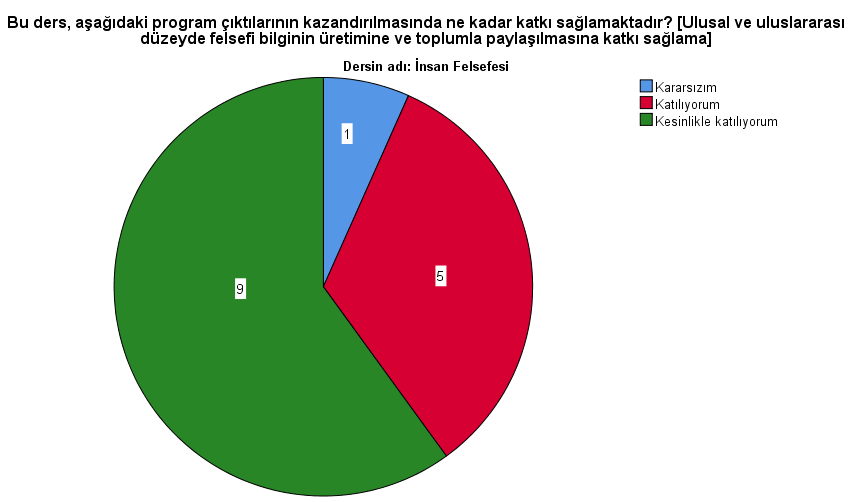 Bu ders, aşağıdaki program çıktılarının kazandırılmasında ne kadar katkı sağlamaktadır? [Ulusal ve uluslararası
düzeyde felsefi bilginin üretimine ve toplumla paylaşılmasına katkı sağlama]
Dersin adı: İnsan Felsefesi
Kararsızım
Katılıyorum
Kesinlikle katılıyorum
1
5
9